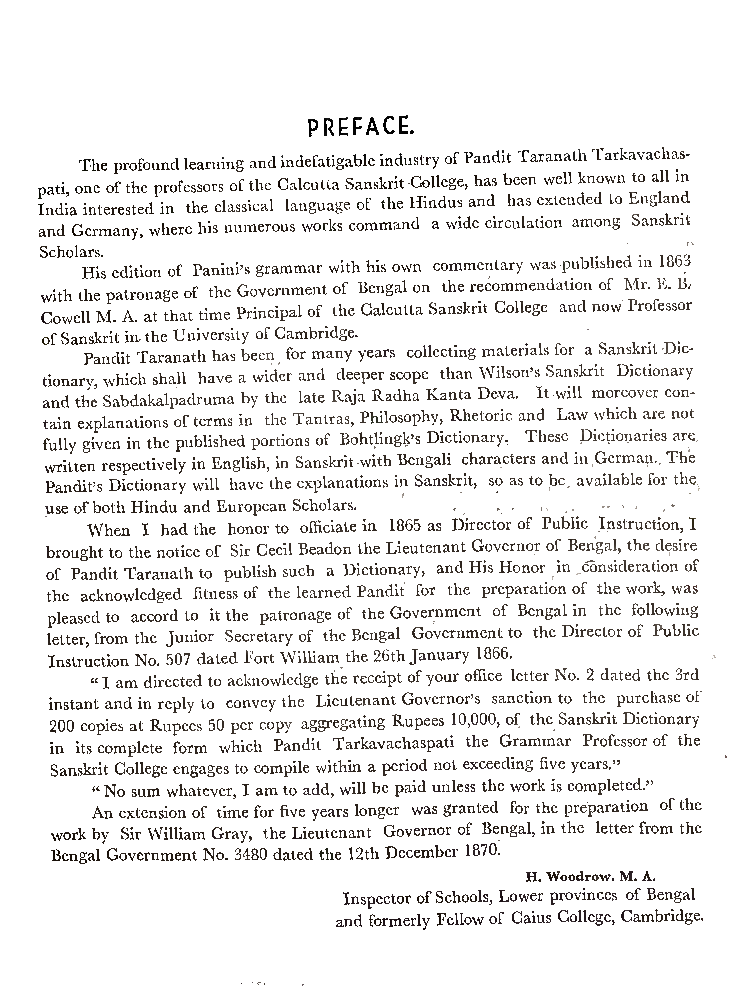 PREFACE.
The profound learning and indefatigable industry of Pandit Taranath Tarkavachas-
pati, one of the professors of the Calcutta Sanskrit College, has been well known to all in
India interested in the classical language of the Hindus and has extended to England
and Germany, where his numerous works command a wide circulation among Sanskrit
Scholars.
His edition of Panini's grammar with his own commentary was published in 1863
with the patronage of the Government of Bengal on the recommendation of Mr. E. B.
Cowell M. A. at that time Principal of the Calcutta Sanskrit College and now Professor
of Sanskrit in the University of Cambridge.
Pandit Taranath has been for many years collecting materials for a Sanskrit Dic-
tionary, which shall have a wider and deeper scope than Wilson's Sanskrit Dictionary
and the Sabdakalpadruma by the late Raja Radha Kanta Deva. It will moreover con-
tain explanations of terms in the Tantras, Philosophy, Rhetoric and Law which are not
fully given in the published portions of Bohtlingk's Dictionary. These Dictionaries are
written respectively in English, in Sanskrit with Bengali characters and in German. The
Pandit's Dictionary will have the explanations in Sanskrit, so as to be available for the
use of both Hindu and European Scholars.
When I had the honor to officiate in 1865 as Director of Public Instruction, I
brought to the notice of Sir Cecil Beadon the Lieutenant Governor of Bengal, the desire
of Pandit Taranath to publish such a Dictionary, and His Honor in consideration of
the acknowledged fitness of the learned Pandit for the preparation of the work, was
pleased to accord to it the patronage of the Government of Bengal in the following
letter, from the Junior Secretary of the Bengal Government to the Director of Public
Instruction No. 507 dated Fort William the 26th January 1866.
"I am directed to acknowledge the receipt of your office letter No. 2 dated the 3rd
instant and in reply to convey the Lieutenant Governor's sanction to the purchase of
200 copies at Rupees 50 per copy aggregating Rupees 10,000, of the Sanskrit Dictionary
in its complete form which Pandit Tarkavachaspati the Grammar Professor of the
Sanskrit College engages to compile within a period not exceeding five years."
"No sum whatever, I am to add, will be paid unless the work is completed."
An extension of time for five years longer was granted for the preparation of the
work by Sir William Gray, the Lieutenant Governor of Bengal, in the letter from the
Bengal Government No. 3480 dated the 12th December 1870.
H. Woodrow. M. A.
Inspector of Schools, Lower provinces of Bengal
and formerly Fellow of Caius College, Cambridge.